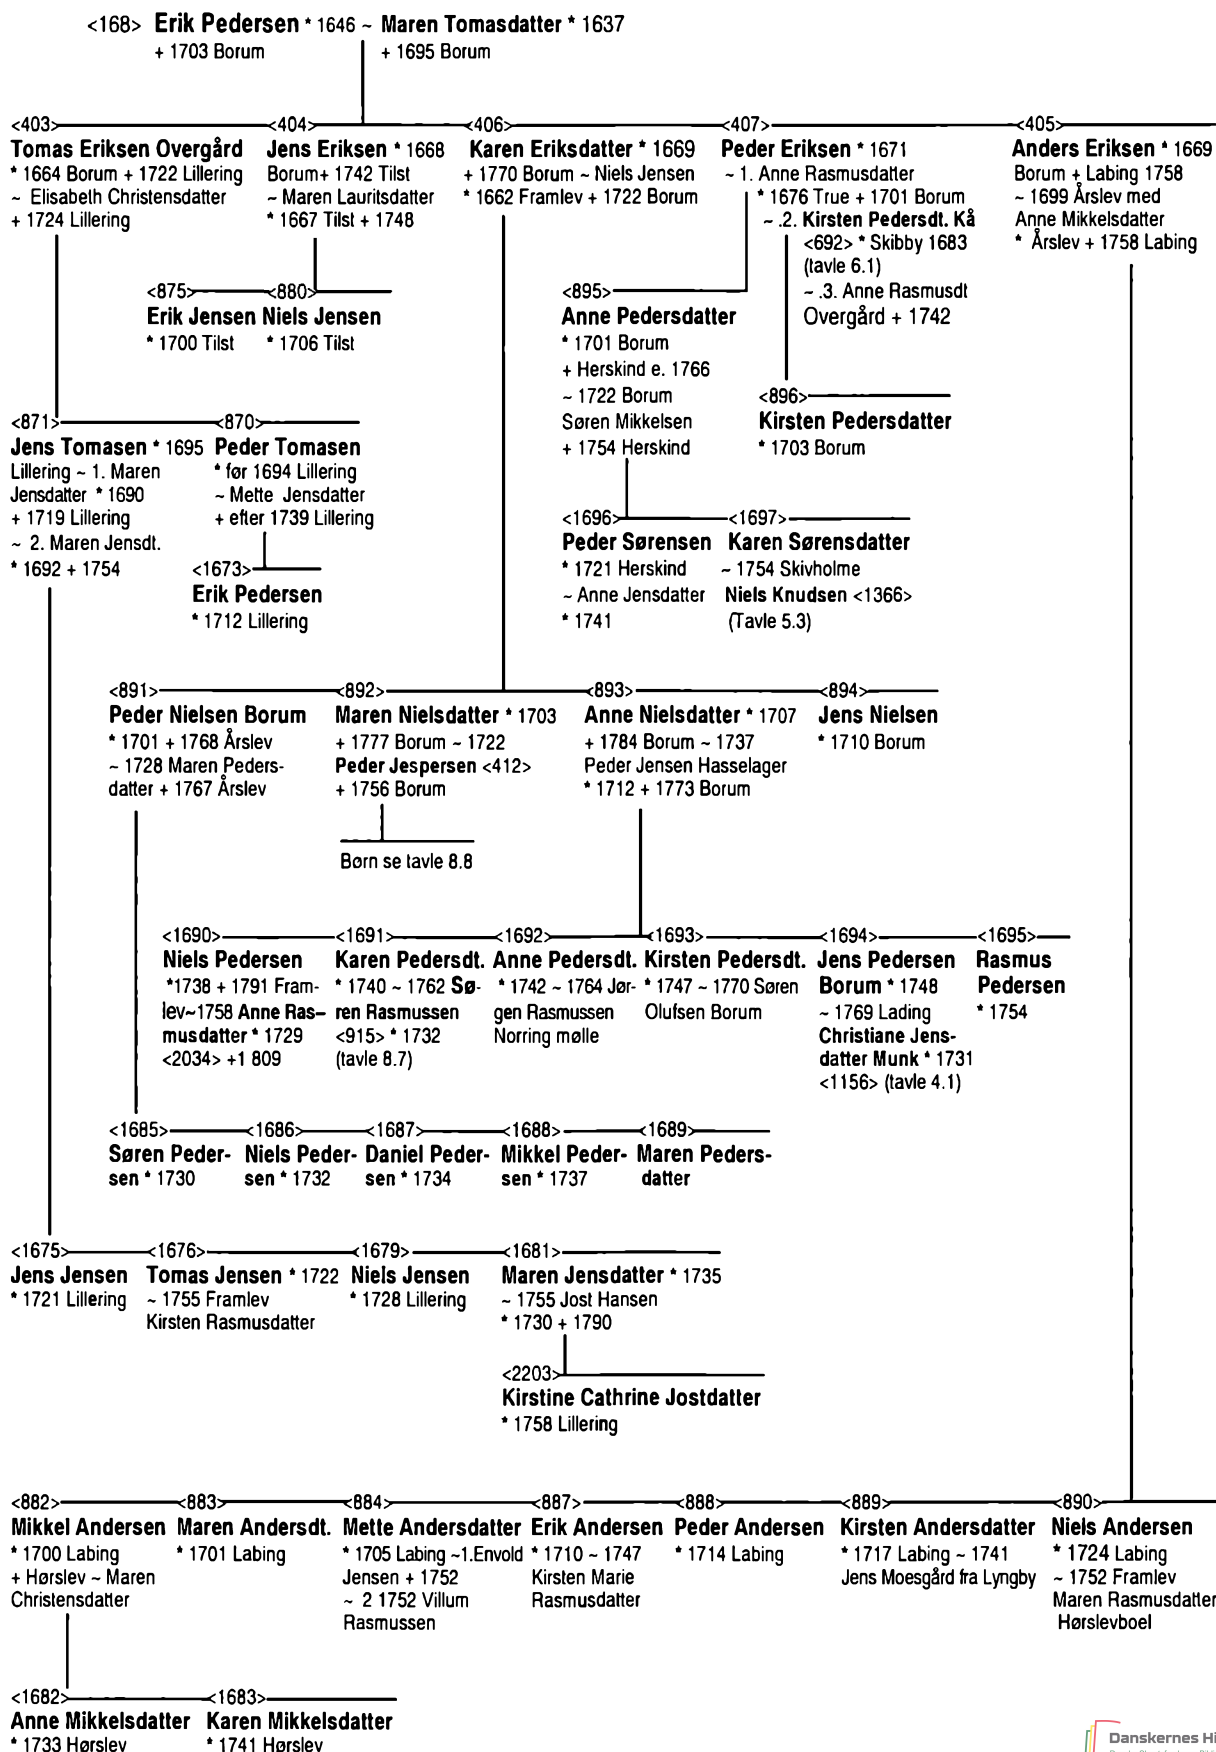 <168> Erik Pedersen * 1646 ~ Maren Tomasdatter * 1637
+ 1703 Borum + 1695 Borum
<403> <404> <406> <407> <405>
Tomas Eriksen Overgård
* 1664 Borum + 1722 Lillering
~ Elisabeth Christensdatter
+ 1724 Lillering
Jens Eriksen * 1668
Borum+ 1742 Tilst
~ Maren Lauritsdatter
* 1667 Tilst + 1748
Karen Eriksdatter * 1669
+ 1770 Borum ~ Niels Jensen
* 1662 Framlev + 1722 Borum
Peder Eriksen * 1671
~ 1. Anne Rasmusdatter
* 1676 True + 1701 Borum
~ .2. Kirsten Pedersdt. Kå
<692> * Skibby 1683
(tavle 6.1)
~ .3. Anne Rasmusdt
Overgård + 1742
Anders Eriksen * 1669
Borum + Labing 1758
~ 1699 Årslev med
Anne Mikkelsdatter
* Årslev + 1758 Labing
<875> <880>
Erik Jensen Niels Jensen
* 1700 Tilst * 1706 Tilst
<895>
Anne Pedersdatter
* 1701 Borum
+ Herskind e. 1766
~ 1722 Borum
Søren Mikkelsen
+ 1754 Herskind
<896>
Kirsten Pedersdatter
* 1703 Borum
<871>
Jens Tomasen * 1695
Lillering ~ 1. Maren
Jensdatter * 1690
+ 1719 Lillering
~ 2. Maren Jensdt.
* 1692 + 1754
<870>
Peder Tomasen
* før 1694 Lillering
~ Mette Jensdatter
+ efter 1739 Lillering
<1673>
Erik Pedersen
* 1712 Lillering
<1696>
Peder Sørensen
* 1721 Herskind
~ Anne Jensdatter
* 1741
<1697>
Karen Sørensdatter
~ 1754 Skivholme
Niels Knudsen <1366>
(Tavle 5.3)
<891>
Peder Nielsen Borum
* 1701 + 1768 Årslev
~ 1728 Maren Peders-
datter + 1767 Årslev
<892>
Maren Nielsdatter * 1703
+ 1777 Borum ~ 1722
Peder Jespersen <412>
+ 1756 Borum
Børn se tavle 8.8
<893>
Anne Nielsdatter * 1707
+ 1784 Borum ~ 1737
Peder Jensen Hasselager
* 1712 + 1773 Borum
<894>
Jens Nielsen
* 1710 Borum
<1690>
Niels Pedersen
*1738 + 1791 Fram-
lev~1758 Anne Ras-
musdatter * 1729
<2034> +1 809
<1691>
Karen Pedersdt.
* 1740 ~ 1762 Sø-
ren Rasmussen
<915> * 1732
(tavle 8.7)
<1692>
Anne Pedersdt.
* 1742 ~ 1764 Jør-
gen Rasmussen
Norring mølle
<1693>
Kirsten Pedersdt.
* 1747 ~ 1770 Søren
Olufsen Borum
<1694>
Jens Pedersen
Borum * 1748
~ 1769 Lading
Christiane Jens-
datter Munk * 1731
<1156> (tavle 4.1)
<1695>
Rasmus
Pedersen
* 1754
<1685>
Søren Peder-
sen * 1730
<1686>
Niels Peder-
sen * 1732
<1687>
Daniel Peder-
sen * 1734
<1688>
Mikkel Peder-
sen * 1737
<1689>
Maren Peders-
datter
<1675>
Jens Jensen
* 1721 Lillering
<1676>
Tomas Jensen * 1722
~ 1755 Framlev
Kirsten Rasmusdatter
<1679>
Niels Jensen
* 1728 Lillering
<1681>
Maren Jensdatter * 1735
~ 1755 Jost Hansen
* 1730 + 1790
<2203>
Kirstine Cathrine Jostdatter
* 1758 Lillering
<882>
Mikkel Andersen
* 1700 Labing
+ Hørslev ~ Maren
Christensdatter
<883>
Maren Andersdt.
* 1701 Labing
<884>
Mette Andersdatter
* 1705 Labing ~1.Envold
Jensen + 1752
~ 2 1752 Villum
Rasmussen
<887>
Erik Andersen
* 1710 ~ 1747
Kirsten Marie
Rasmusdatter
<888>
Peder Andersen
* 1714 Labing
<889>
Kirsten Andersdatter
* 1717 Labing ~ 1741
Jens Moesgård fra Lyngby
<890>
Niels Andersen
* 1724 Labing
~ 1752 Framlev
Maren Rasmusdatter
Hørslevboel
<1682>
Anne Mikkelsdatter
* 1733 Hørslev
<1683>
Karen Mikkelsdatter
* 1741 Hørslev
Danskernes Hi